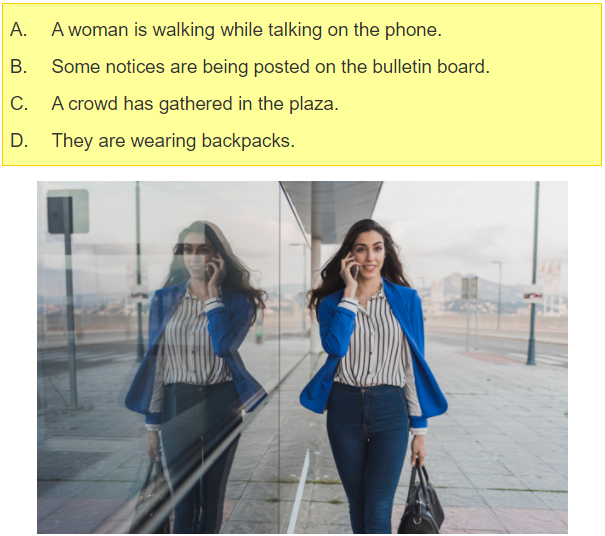 A. A woman is walking while talking on the phone.
B. Some notices are being posted on the bulletin board.
C. A crowd has gathered in the plaza.
D. They are wearing backpacks.